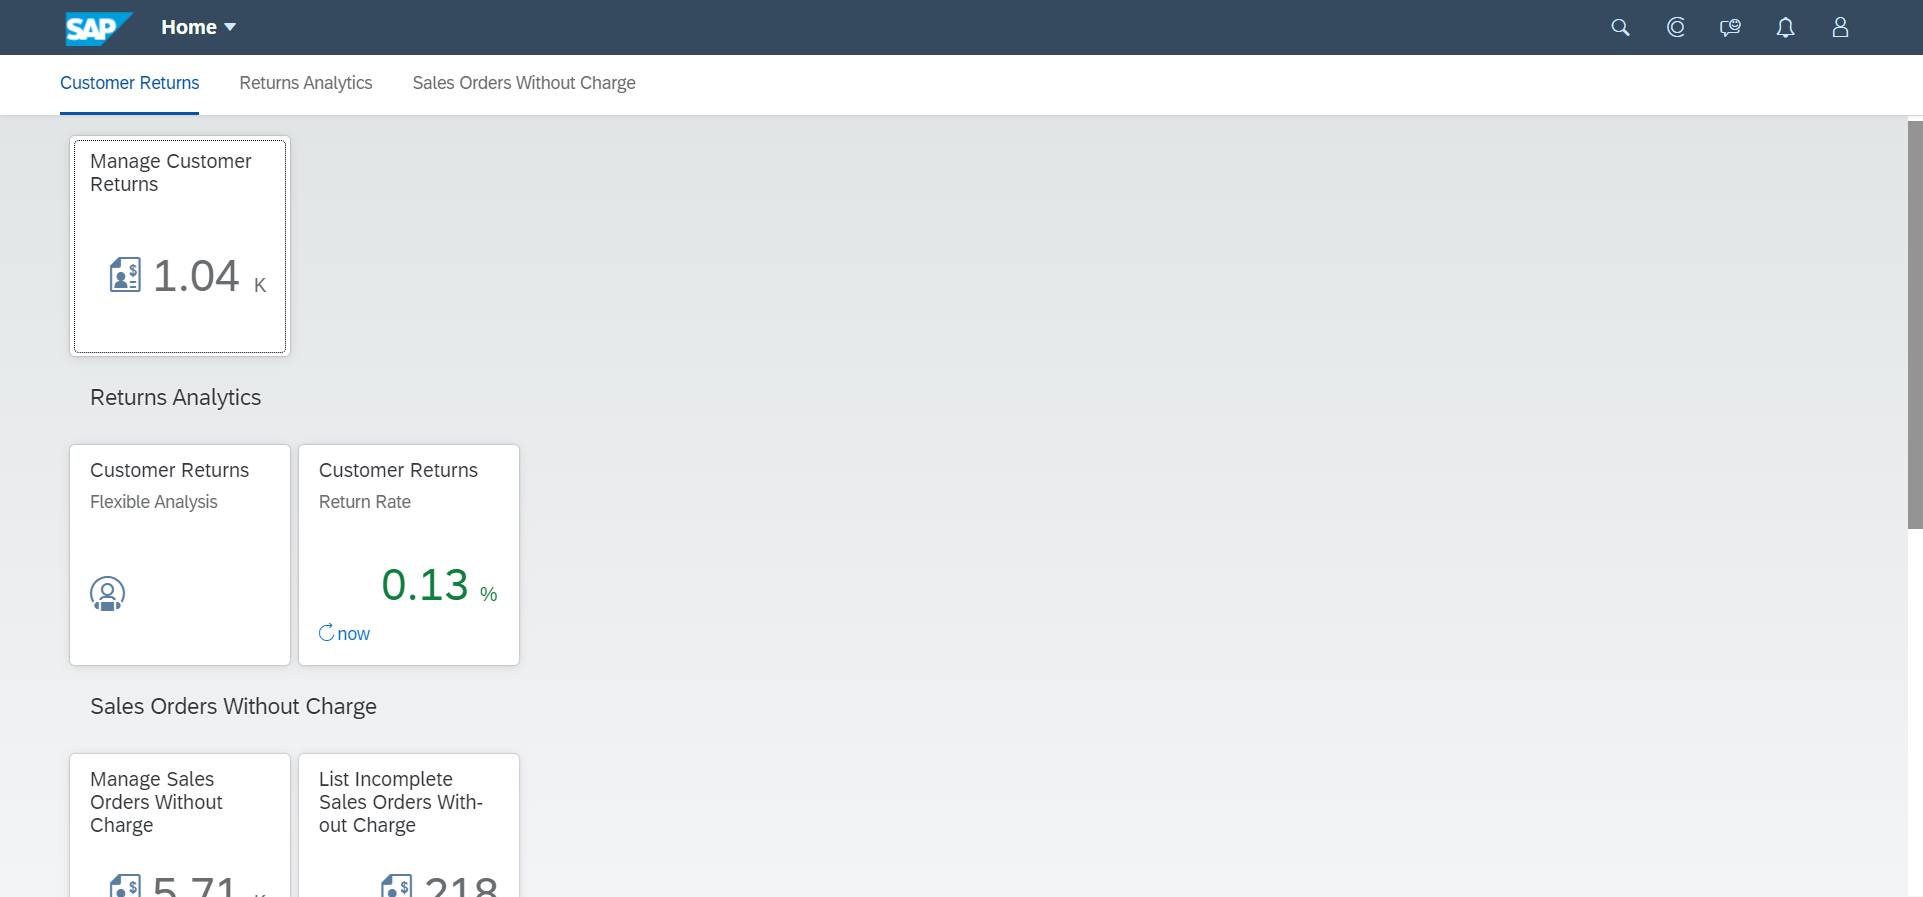 SAP Home
Customer Returns Returns Analytics Sales Orders Without Charge
Manage Customer
Returns
1.04 K
Returns Analytics
Customer Returns
Flexible Analysis
Customer Returns
Return Rate
0.13 %
now
Sales Orders Without Charge
Manage Sales
Orders Without
Charge
5.71 K
List Incomplete
Sales Orders With-
out Charge
218